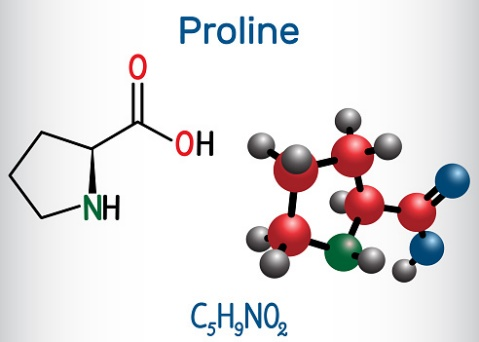 Proline
O
OH
NH
C₅H₉NO₂